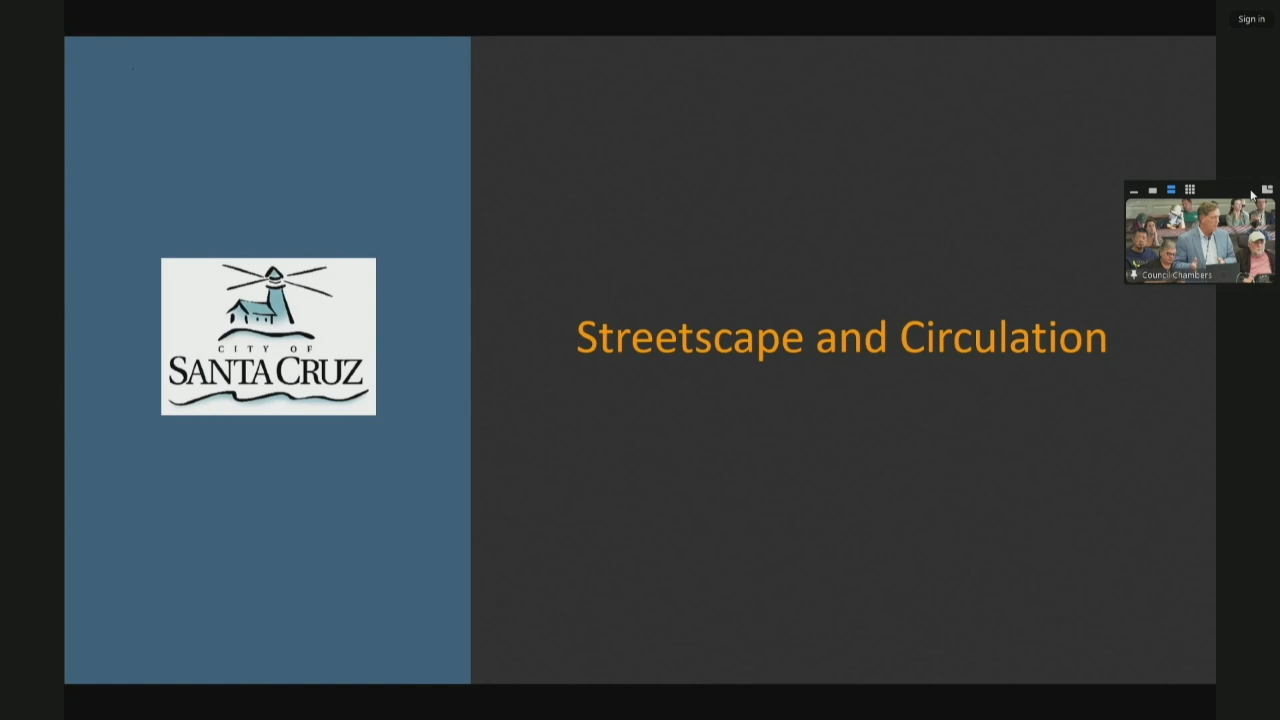 Sign in
CITY OF
SANTA CRUZ
Streetscape and Circulation
Council Chambers